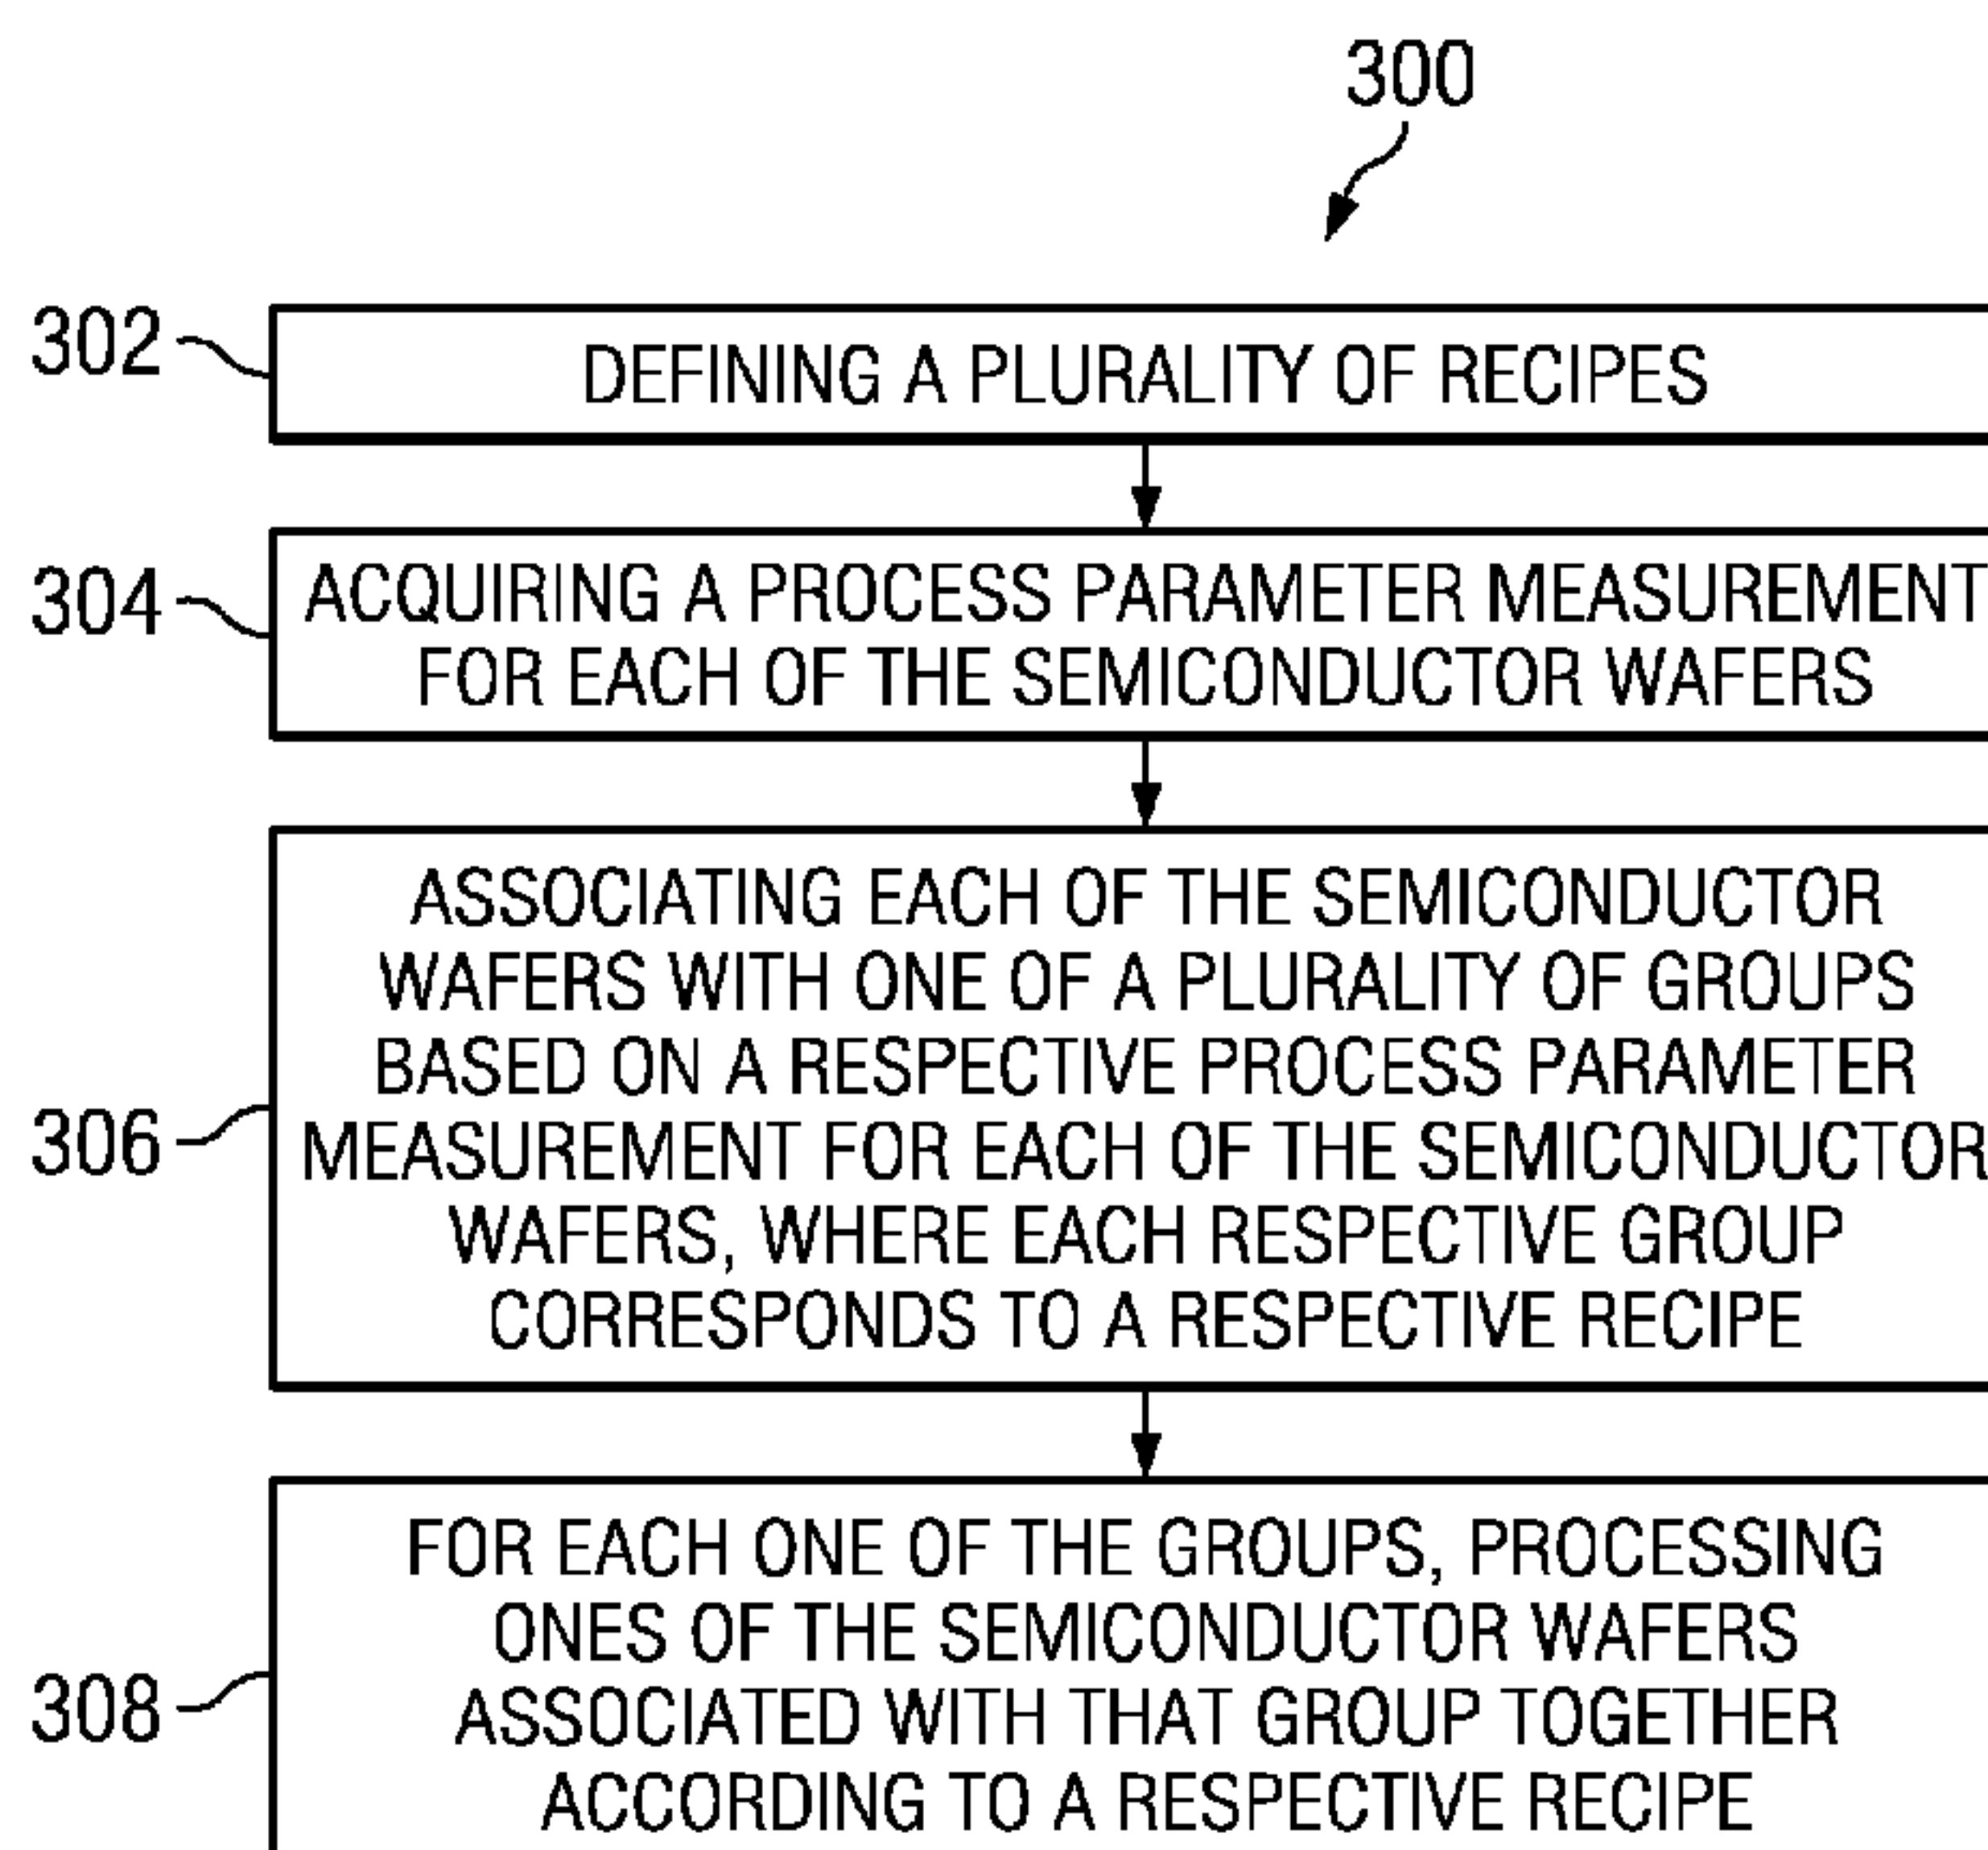 300
302
DEFINING A PLURALITY OF RECIPES
304
ACQUIRING A PROCESS PARAMETER MEASUREMENT
FOR EACH OF THE SEMICONDUCTOR WAFERS
306
ASSOCIATING EACH OF THE SEMICONDUCTOR
WAFERS WITH ONE OF A PLURALITY OF GROUPS
BASED ON A RESPECTIVE PROCESS PARAMETER
MEASUREMENT FOR EACH OF THE SEMICONDUCTOR
WAFERS, WHERE EACH RESPECTIVE GROUP
CORRESPONDS TO A RESPECTIVE RECIPE
308
FOR EACH ONE OF THE GROUPS, PROCESSING
ONES OF THE SEMICONDUCTOR WAFERS
ASSOCIATED WITH THAT GROUP TOGETHER
ACCORDING TO A RESPECTIVE RECIPE